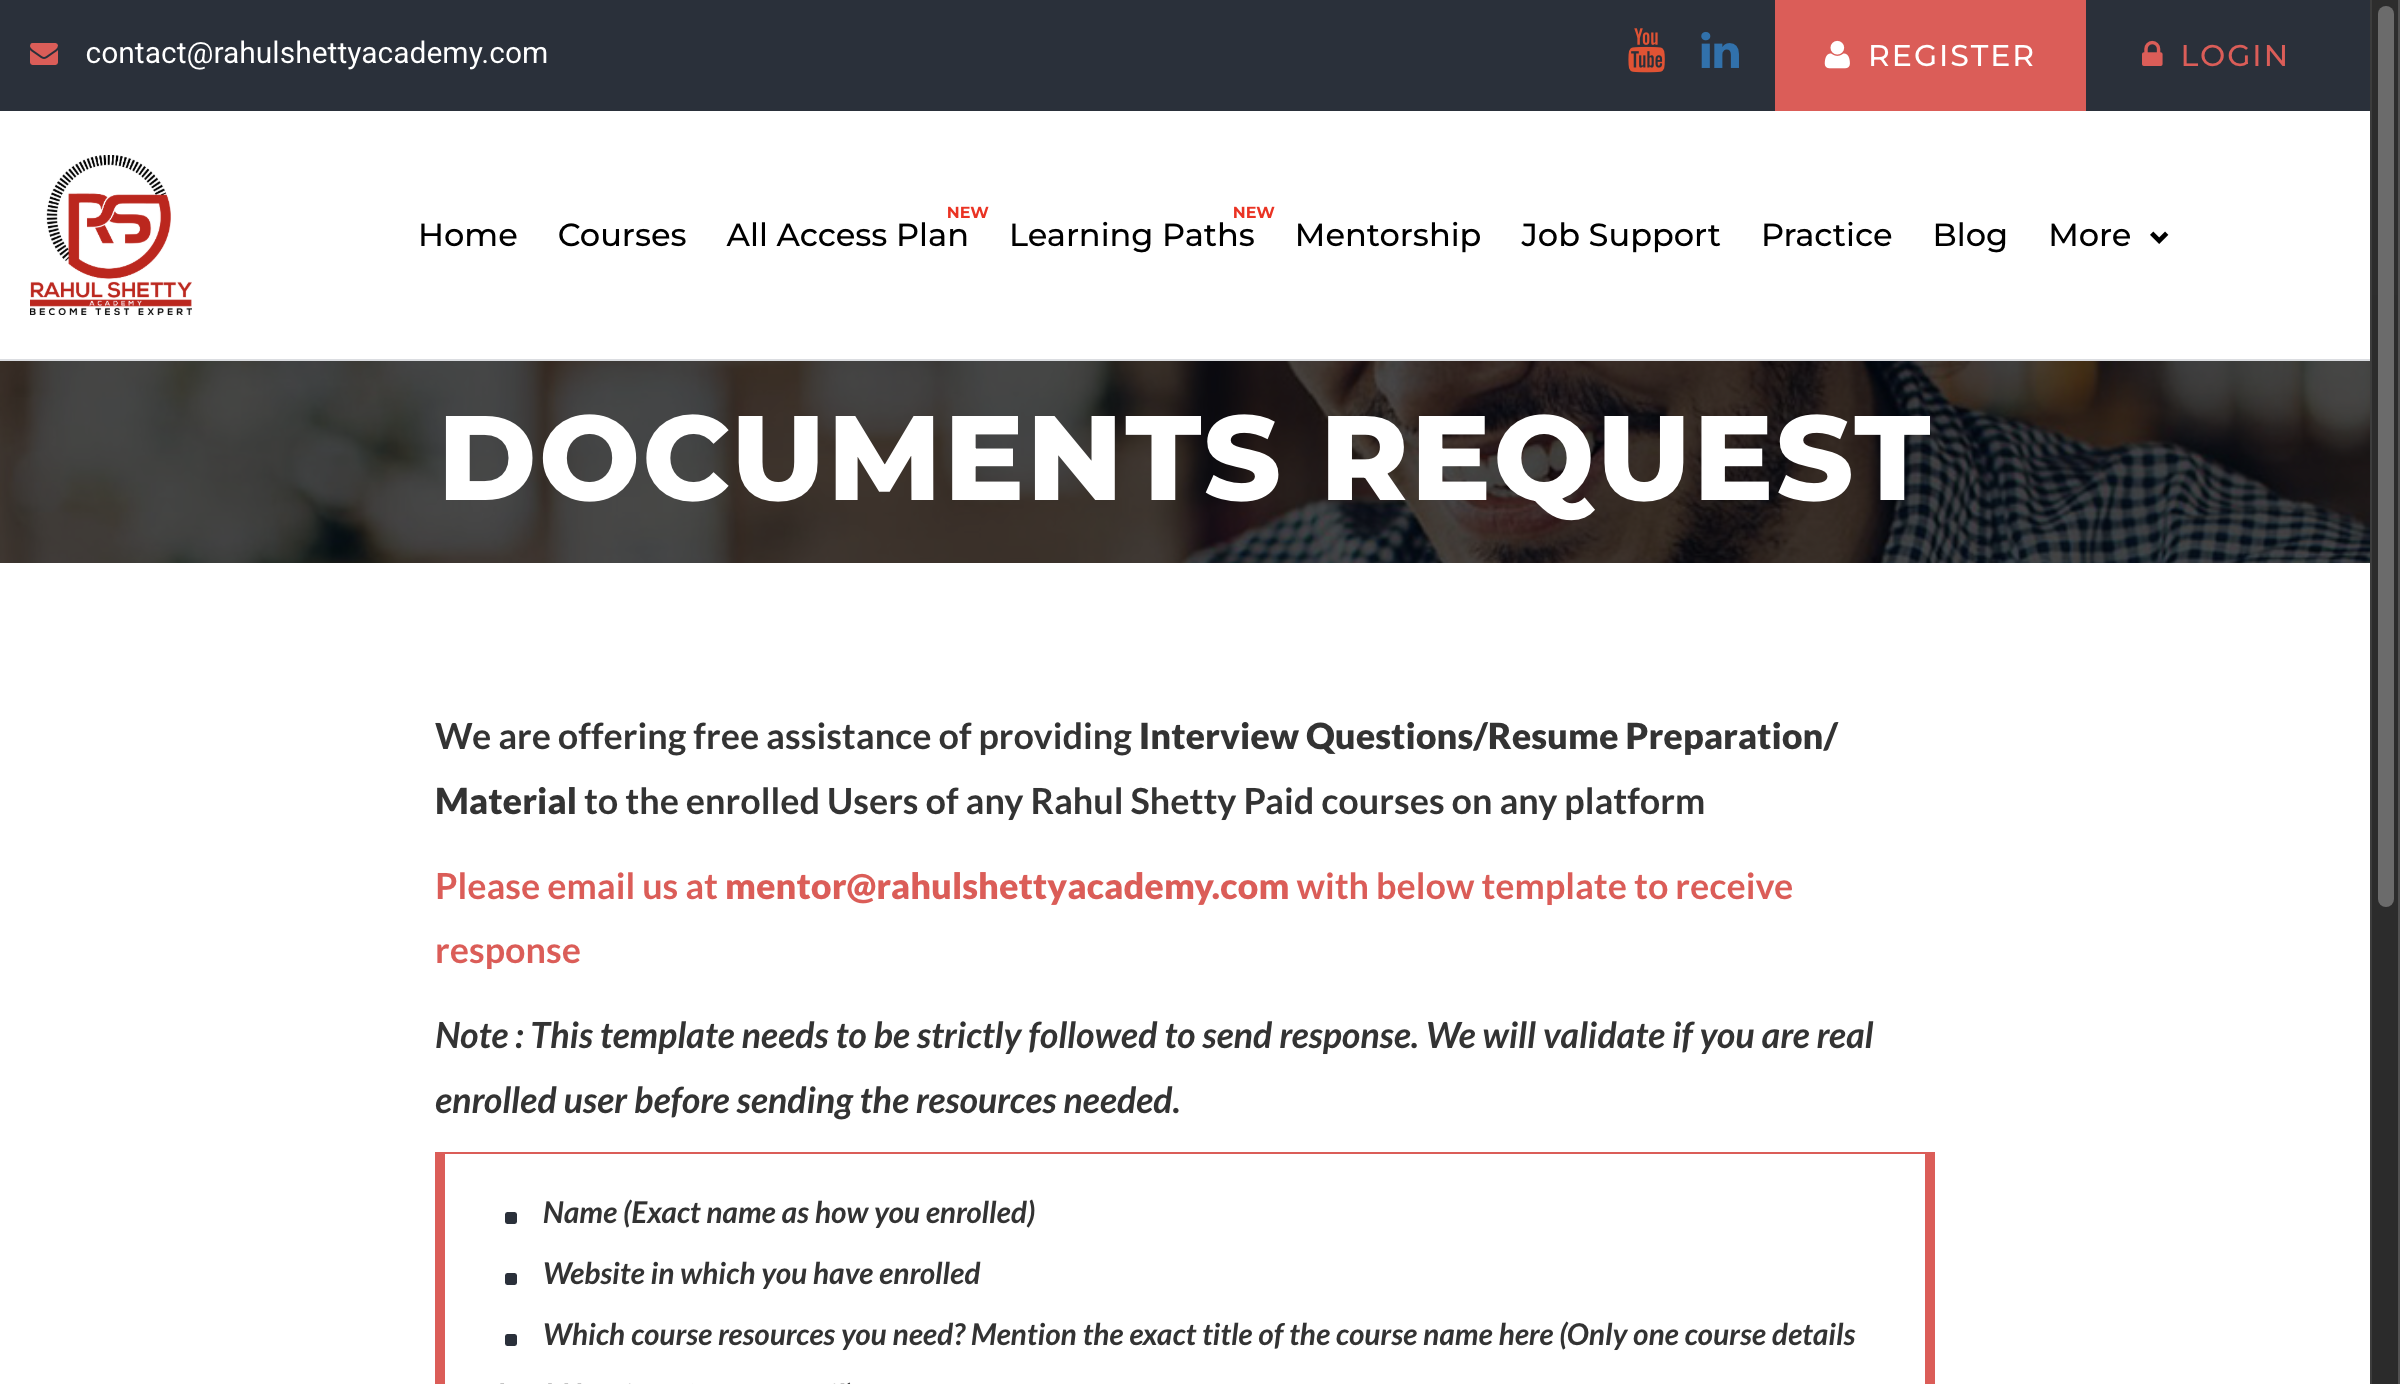 contact@rahulshettyacademy.com
You
Tube
in
REGISTER
LOGIN
RS
RAHUL SHETTY
ACADEMY
BECOME TEST EXPERT
Home
Courses
All Access Plan
NEW
Learning Paths
NEW
Mentorship
Job Support
Practice
Blog
More
DOCUMENTS REQUEST
We are offering free assistance of providing Interview Questions/Resume Preparation/
Material to the enrolled Users of any Rahul Shetty Paid courses on any platform
Please email us at mentor@rahulshettyacademy.com with below template to receive
response
Note : This template needs to be strictly followed to send response. We will validate if you are real
enrolled user before sending the resources needed.
Name (Exact name as how you enrolled)
Website in which you have enrolled
Which course resources you need? Mention the exact title of the course name here (Only one course details